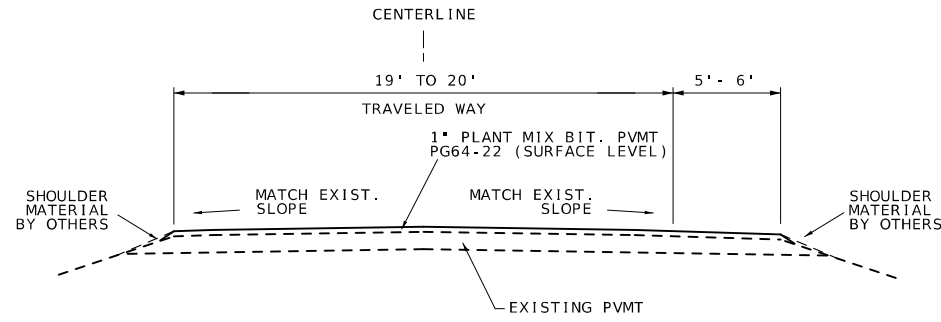 CENTERLINE
19' TO 20'
5'- 6'
TRAVELED WAY
1" PLANT MIX BIT. PVMT
PG64-22 (SURFACE LEVEL)
SHOULDER
MATERIAL
BY OTHERS
MATCH EXIST.
SLOPE
MATCH EXIST.
SLOPE
SHOULDER
MATERIAL
BY OTHERS
EXISTING PVMT